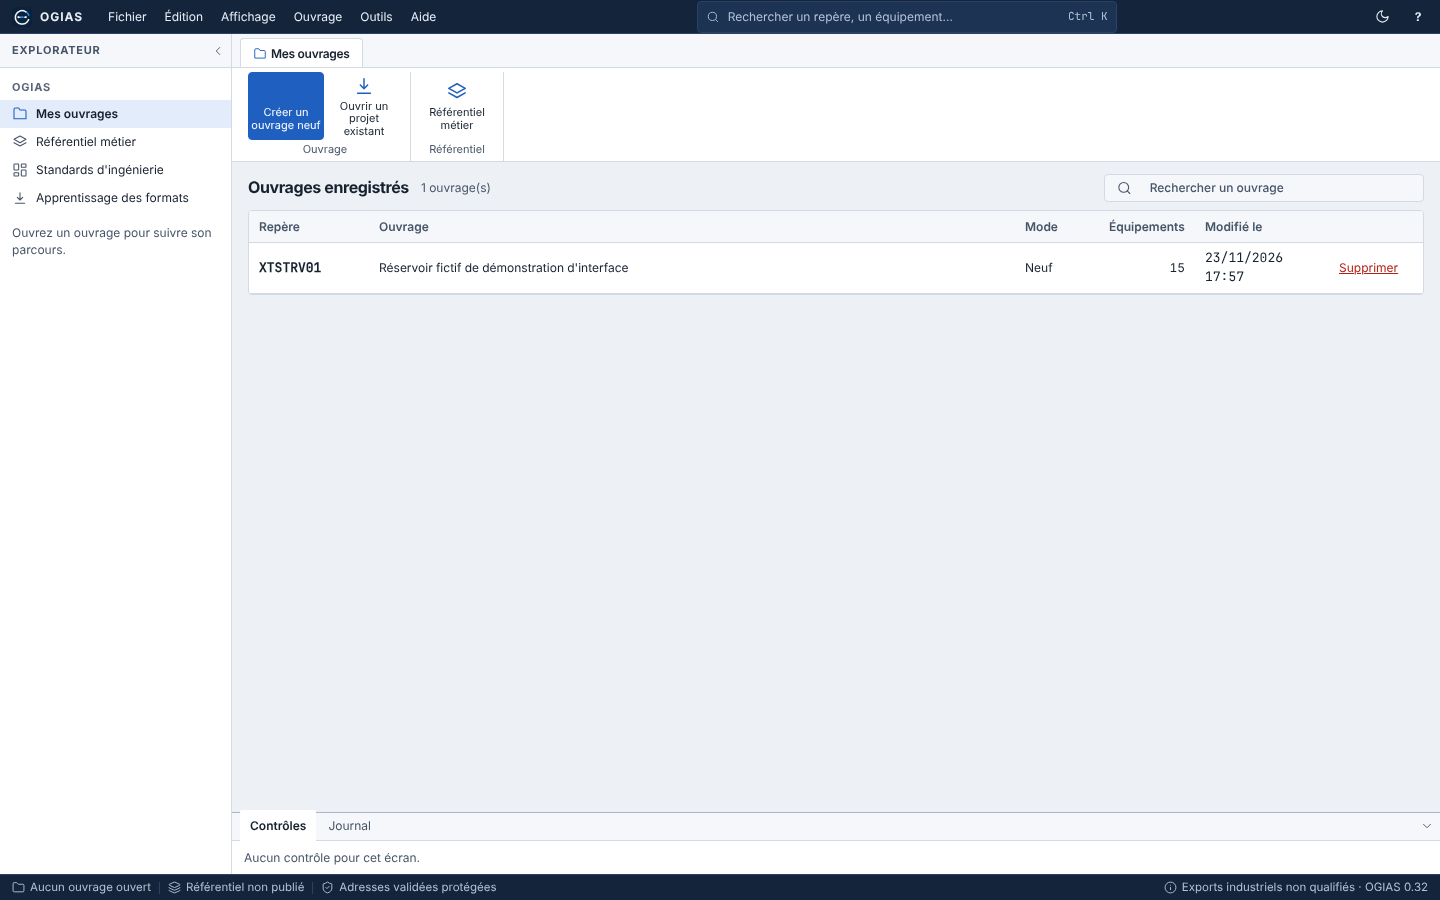 OGIAS Fichier Édition Affichage Ouvrage Outils Aide Rechercher un repère, un équipement... Ctrl K ?
EXPLORATEUR
Mes ouvrages
OGIAS
Mes ouvrages
Référentiel métier
Standards d'ingénierie
Apprentissage des formats
Ouvrez un ouvrage pour suivre son
parcours.
Créer un
ouvrage neuf
Ouvrir un
projet
existant
Ouvrage
Référentiel
métier
Référentiel
Ouvrages enregistrés 1 ouvrage(s) Rechercher un ouvrage
Repère Ouvrage Mode Équipements Modifié le
XTSTRV01 Réservoir fictif de démonstration d'interface Neuf 15 23/11/2026
17:57 Supprimer
Contrôles Journal
Aucun contrôle pour cet écran.
Aucun ouvrage ouvert Référentiel non publié Adresses validées protégées Exports industriels non qualifiés · OGIAS 0.32